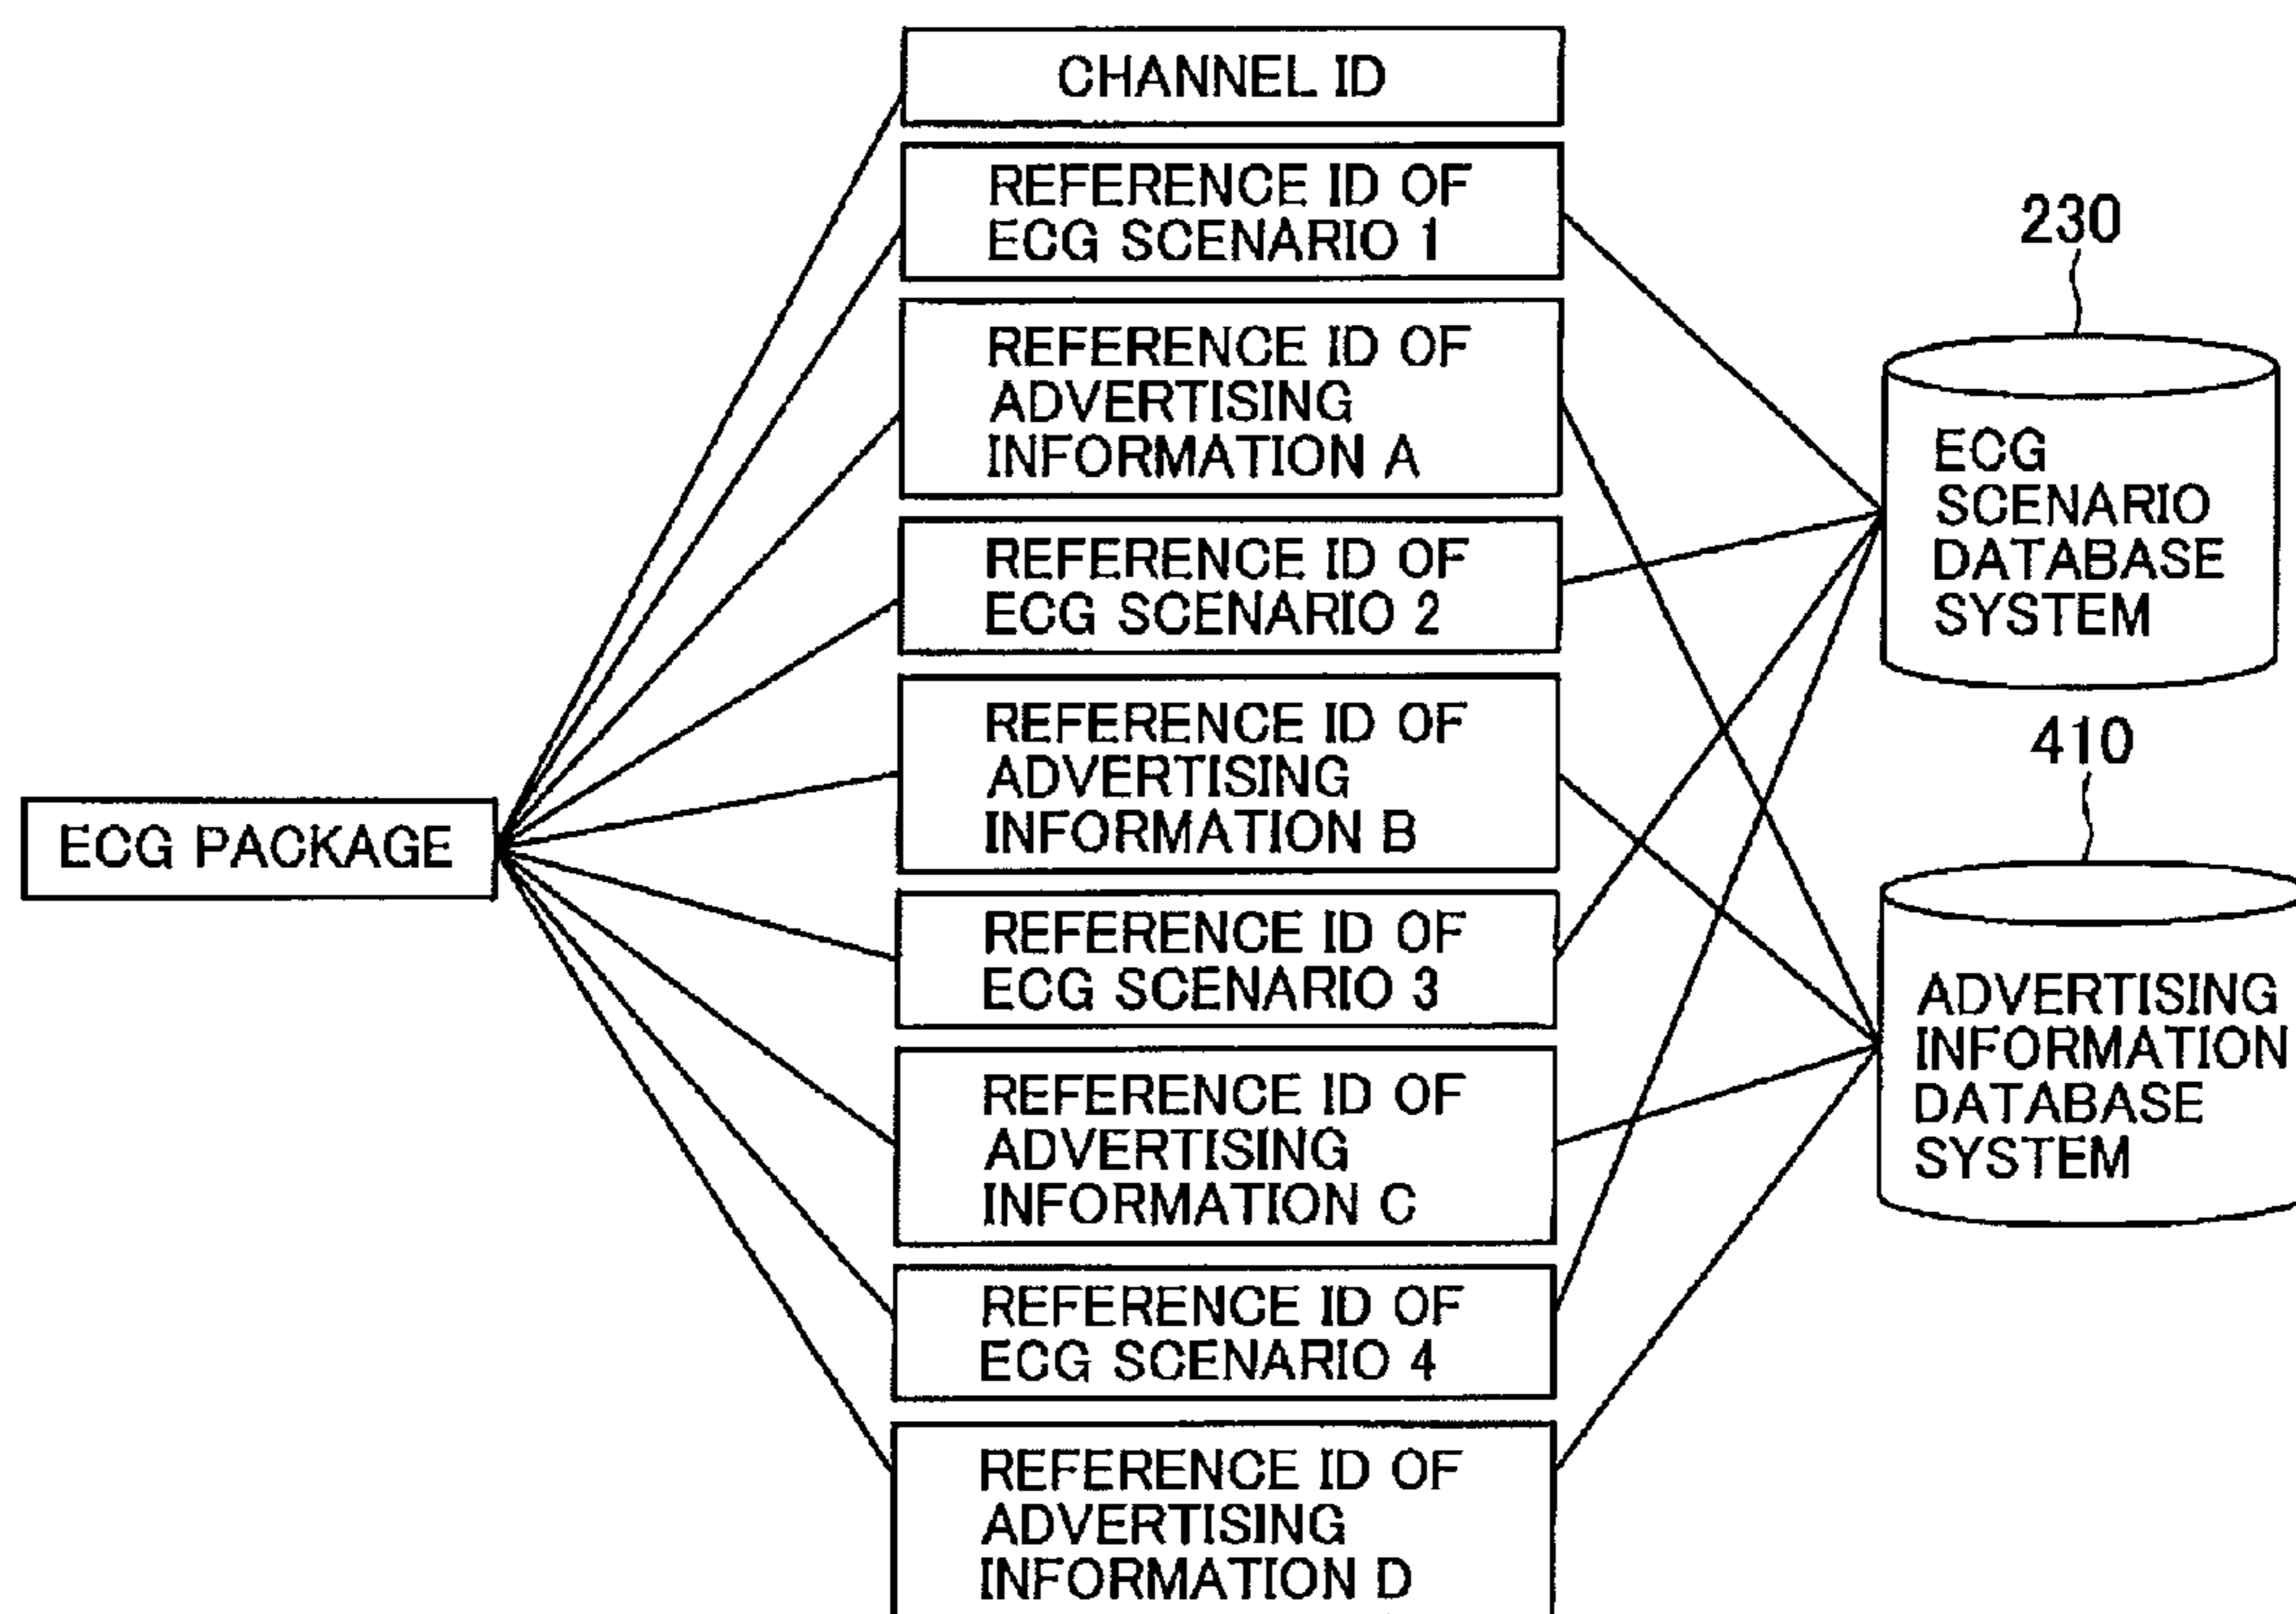 CHANNEL ID
REFERENCE ID OF
ECG SCENARIO 1
REFERENCE ID OF
ADVERTISING
INFORMATION A
REFERENCE ID OF
ECG SCENARIO 2
REFERENCE ID OF
ADVERTISING
INFORMATION B
ECG PACKAGE
REFERENCE ID OF
ECG SCENARIO 3
REFERENCE ID OF
ADVERTISING
INFORMATION C
REFERENCE ID OF
ECG SCENARIO 4
REFERENCE ID OF
ADVERTISING
INFORMATION D
230
ECG
SCENARIO
DATABASE
SYSTEM
410
ADVERTISING
INFORMATION
DATABASE
SYSTEM